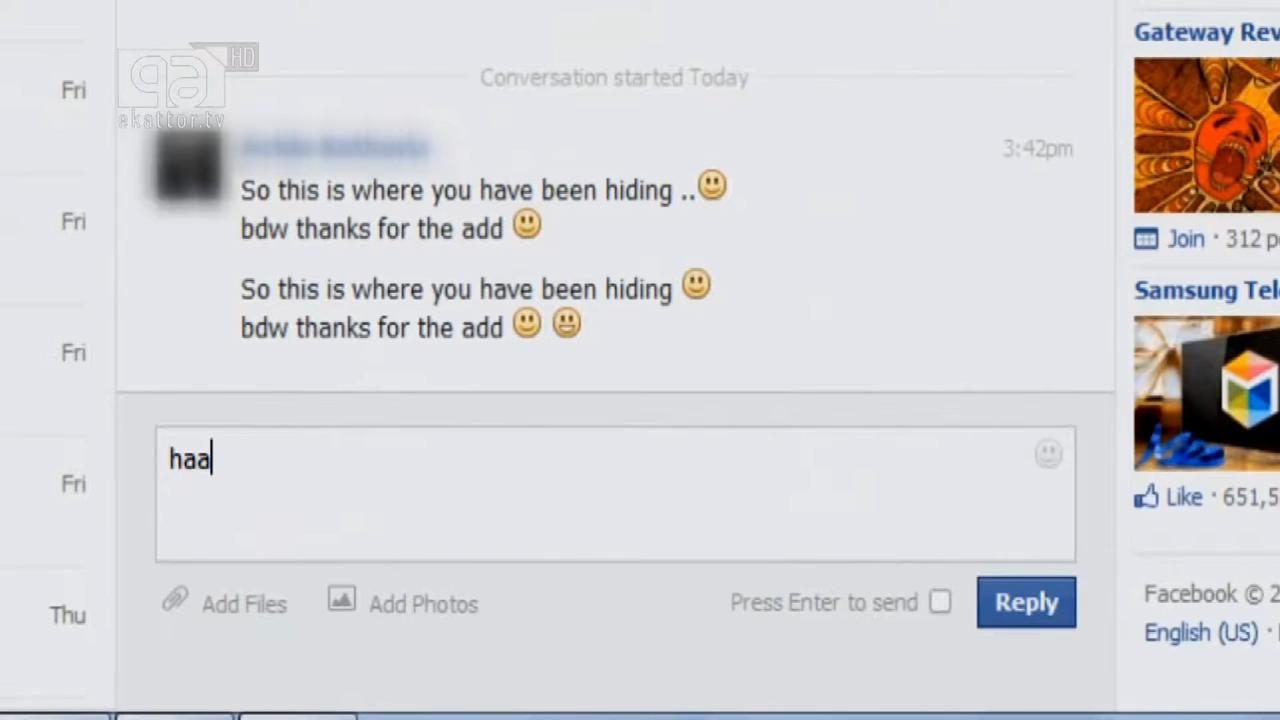 Fri
Fri
Fri
Fri
Thu
HD
ekattor.tv
Conversation started Today
3:42pm
So this is where you have been hiding ..
bdw thanks for the add
So this is where you have been hiding
bdw thanks for the add
haa
Add Files
Add Photos
Press Enter to send
Reply
Gateway Rev
Join · 312 p
Samsung Tel
Like · 651,5
Facebook © 2
English (US) ·